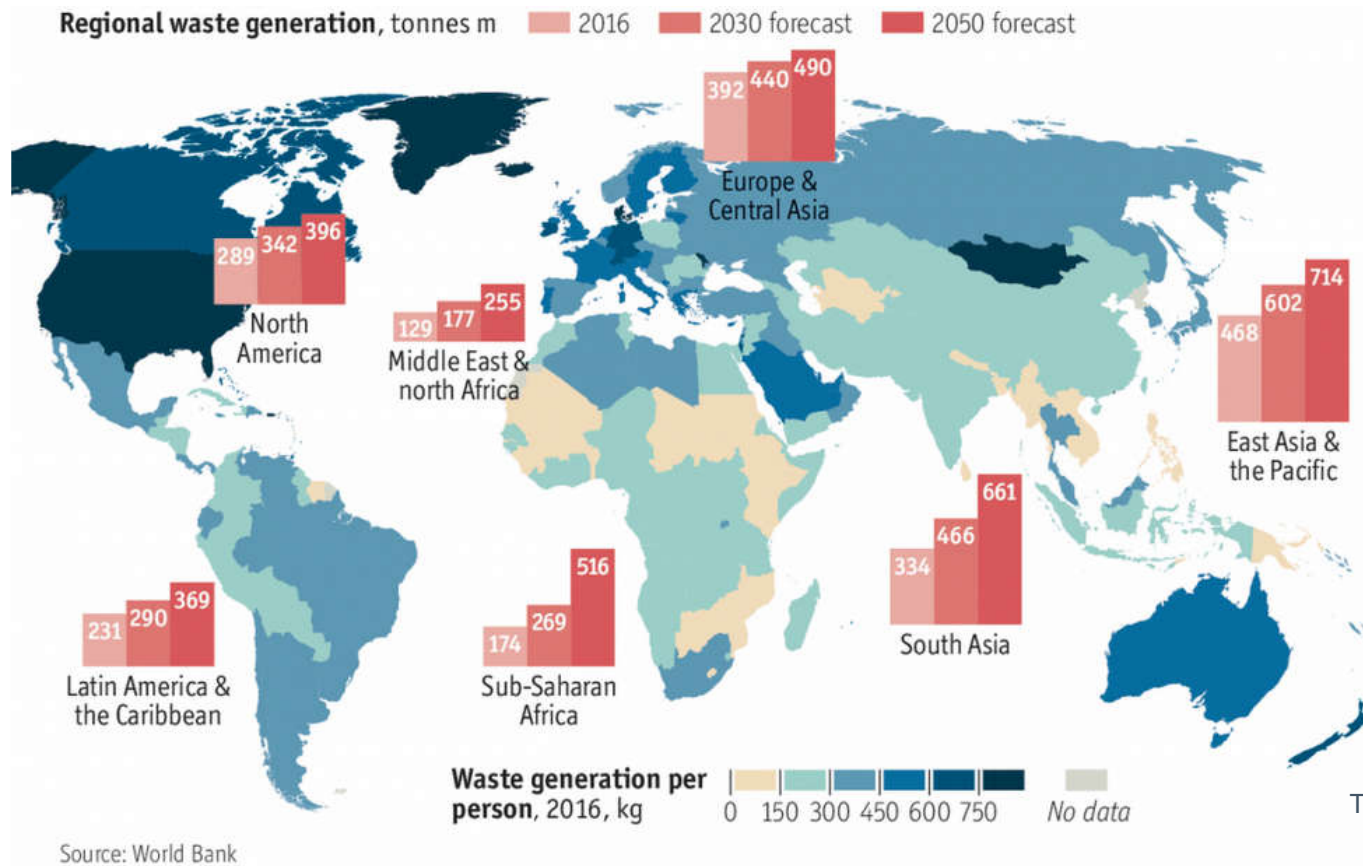 Regional waste generation, tonnes m 2016 2030 forecast 2050 forecast
392 440 490
Europe &
Central Asia
289 342 396
North
America
129 177 255
Middle East &
north Africa
468 602 714
East Asia &
the Pacific
334 466 661
South Asia
231 290 369
Latin America &
the Caribbean
174 269 516
Sub-Saharan
Africa
Waste generation per
person, 2016, kg
0 150 300 450 600 750
No data
T
Source: World Bank